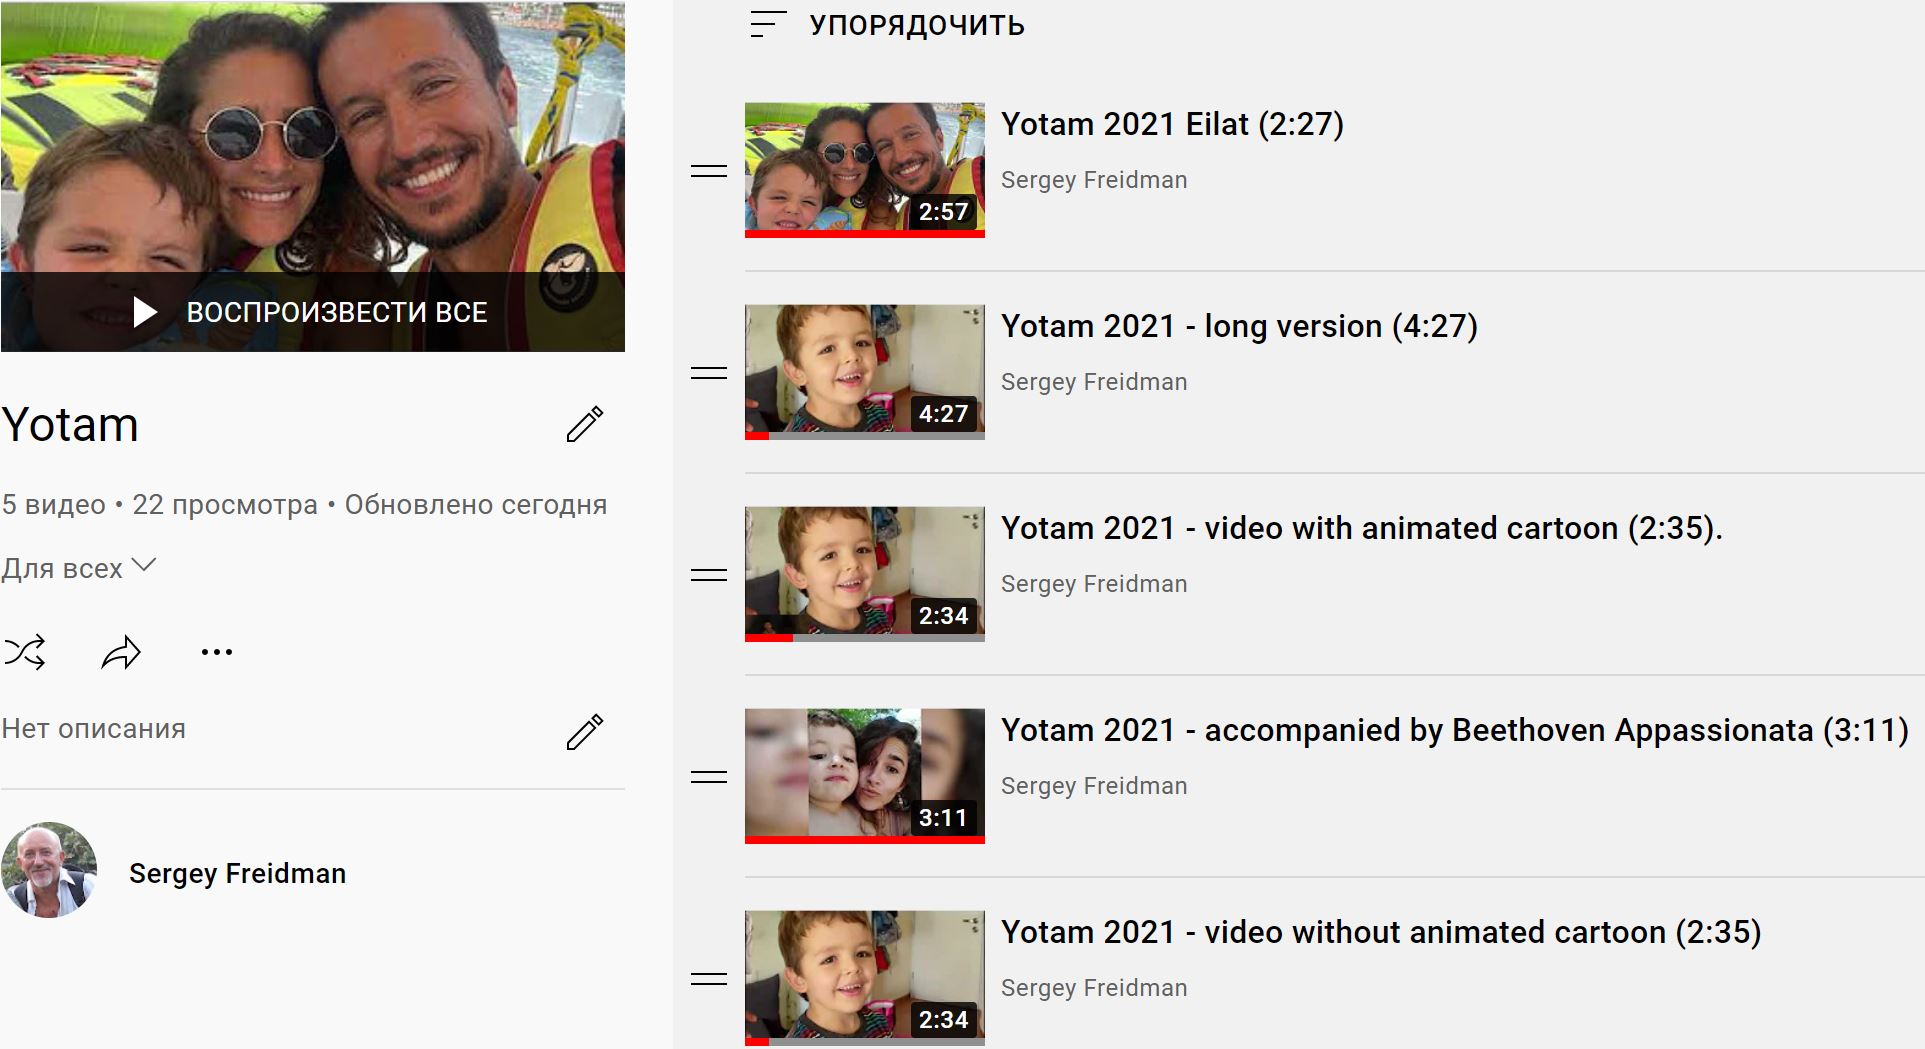 ВОСПРОИЗВЕСТИ ВСЕ
Yotam
5 видео • 22 просмотра • Обновлено сегодня
Для всех
Нет описания
Sergey Freidman
УПОРЯДОЧИТЬ
Yotam 2021 Eilat (2:27)
Sergey Freidman
2:57
Yotam 2021 - long version (4:27)
Sergey Freidman
4:27
Yotam 2021 - video with animated cartoon (2:35).
Sergey Freidman
2:34
Yotam 2021 - accompanied by Beethoven Appassionata (3:11)
Sergey Freidman
3:11
Yotam 2021 - video without animated cartoon (2:35)
Sergey Freidman
2:34